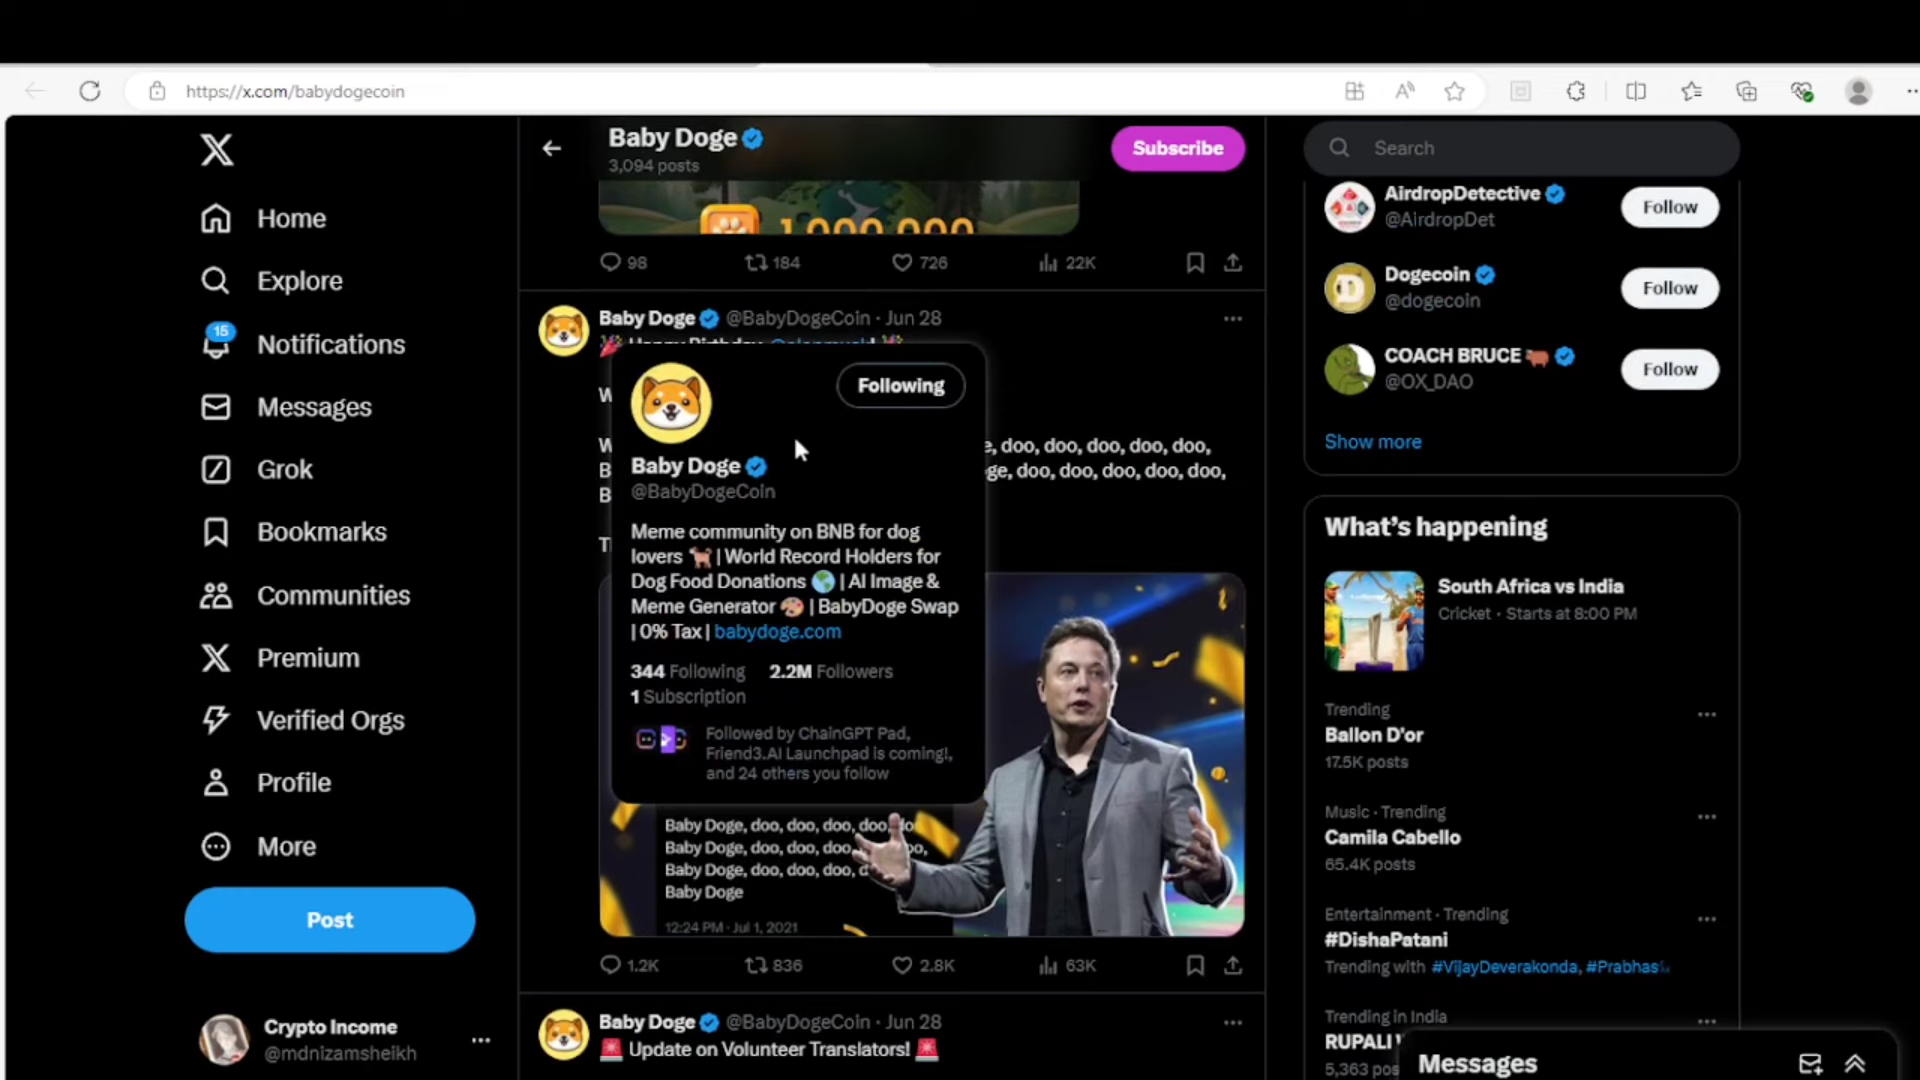 https://x.com/babydogecoin
Home
Explore
15
Notifications
Messages
Grok
Bookmarks
Communities
Premium
Verified Orgs
Profile
More
Post
Crypto Income
@mdnizamsheikh
Baby Doge
3,094 posts
Subscribe
1,000,000
98
184
726
22K
Baby Doge @BabyDogeCoin · Jun 28
W
W
e, doo, doo, doo, doo, doo,
B
ge, doo, doo, doo, doo, doo,
B
Following
Baby Doge
@BabyDogeCoin
Meme community on BNB for dog
lovers | World Record Holders for
Dog Food Donations | AI Image &
Meme Generator | BabyDoge Swap
| 0% Tax | babydoge.com
344 Following 2.2M Followers
1 Subscription
Followed by ChainGPT Pad,
Friend3.AI Launchpad is coming!,
and 24 others you follow
Baby Doge, doo, doo, doo, doo, do
Baby Doge, doo, doo, doo,
Baby Doge, doo, doo, doo, d
Baby Doge
12:24 PM · Jul 1, 2021
1.2K
836
2.8K
63K
Baby Doge @BabyDogeCoin · Jun 28
Update on Volunteer Translators!
Search
AirdropDetective
@AirdropDet
Follow
Dogecoin
@dogecoin
Follow
COACH BRUCE
@OX_DAO
Follow
Show more
What's happening
South Africa vs India
Cricket · Starts at 8:00 PM
Trending
Ballon D'or
17.5K posts
Music · Trending
Camila Cabello
65.4K posts
Entertainment · Trending
#DishaPatani
Trending with #VijayDeverakonda, #Prabhas
Trending in India
RUPALI
5,363 pos
Messages